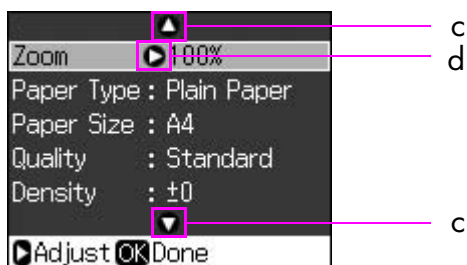 c
Zoom 100%
d
Paper Type : Plain Paper
Paper Size : A4
Quality : Standard
Density : ±0
c
Adjust OK Done